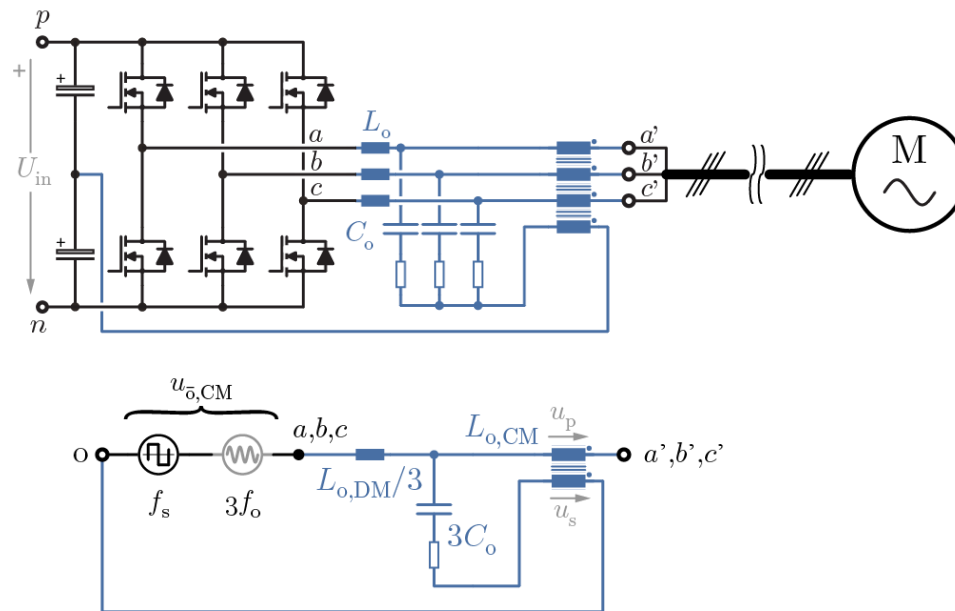 p
+
+
U_in
+
n
a
b
c
L_o
C_o
a'
b'
c'
M
u_ō,CM
o
f_s
3f_o
a,b,c
L_o,DM/3
3C_o
L_o,CM
u_p
u_s
a',b',c'